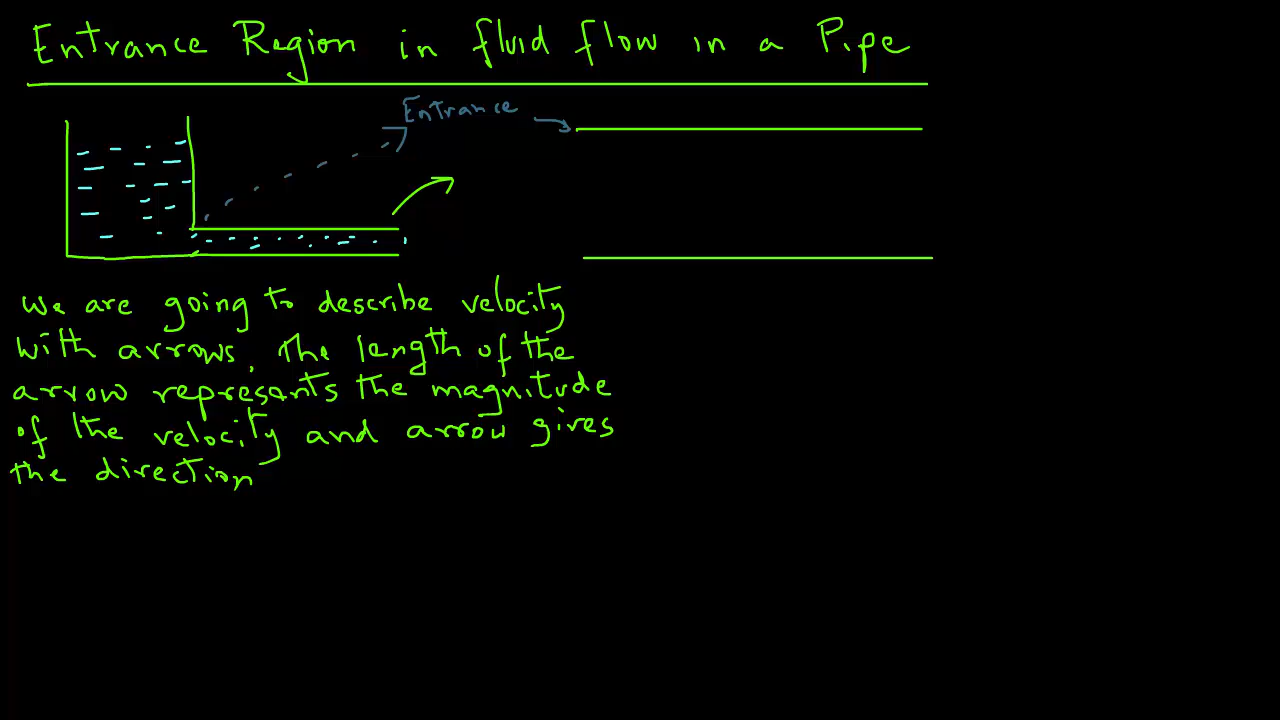 Entrance Region in fluid flow in a Pipe
Entrance
We are going to describe velocity
with arrows. The length of the
arrow represents the magnitude
of the velocity and arrow gives
the direction